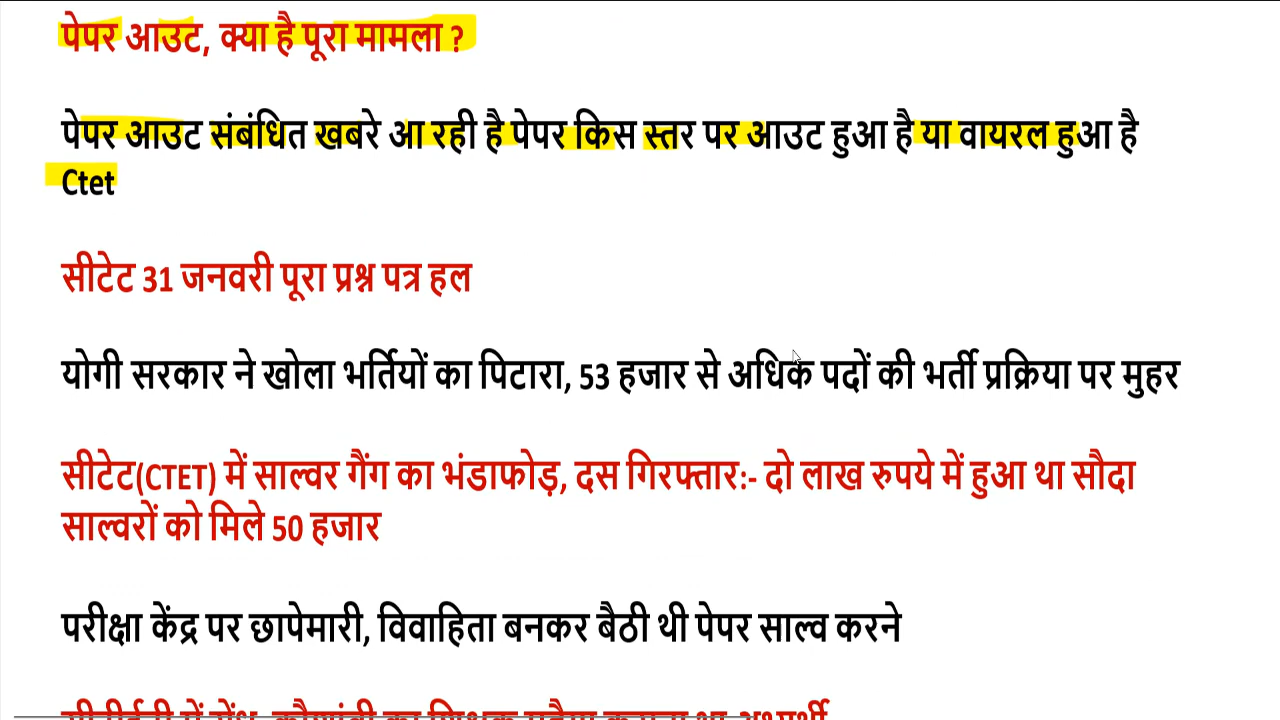 पेपर आउट, क्या है पूरा मामला ?
पेपर आउट संबंधित खबरे आ रही है पेपर किस स्तर पर आउट हुआ है या वायरल हुआ है
Ctet
सीटेट 31 जनवरी पूरा प्रश्न पत्र हल
योगी सरकार ने खोला भर्तियों का पिटारा, 53 हजार से अधिक पदों की भर्ती प्रक्रिया पर मुहर
सीटेट(CTET) में साल्वर गैंग का भंडाफोड़, दस गिरफ्तार:- दो लाख रुपये में हुआ था सौदा
साल्वरों को मिले 50 हजार
परीक्षा केंद्र पर छापेमारी, विवाहिता बनकर बैठी थी पेपर साल्व करने